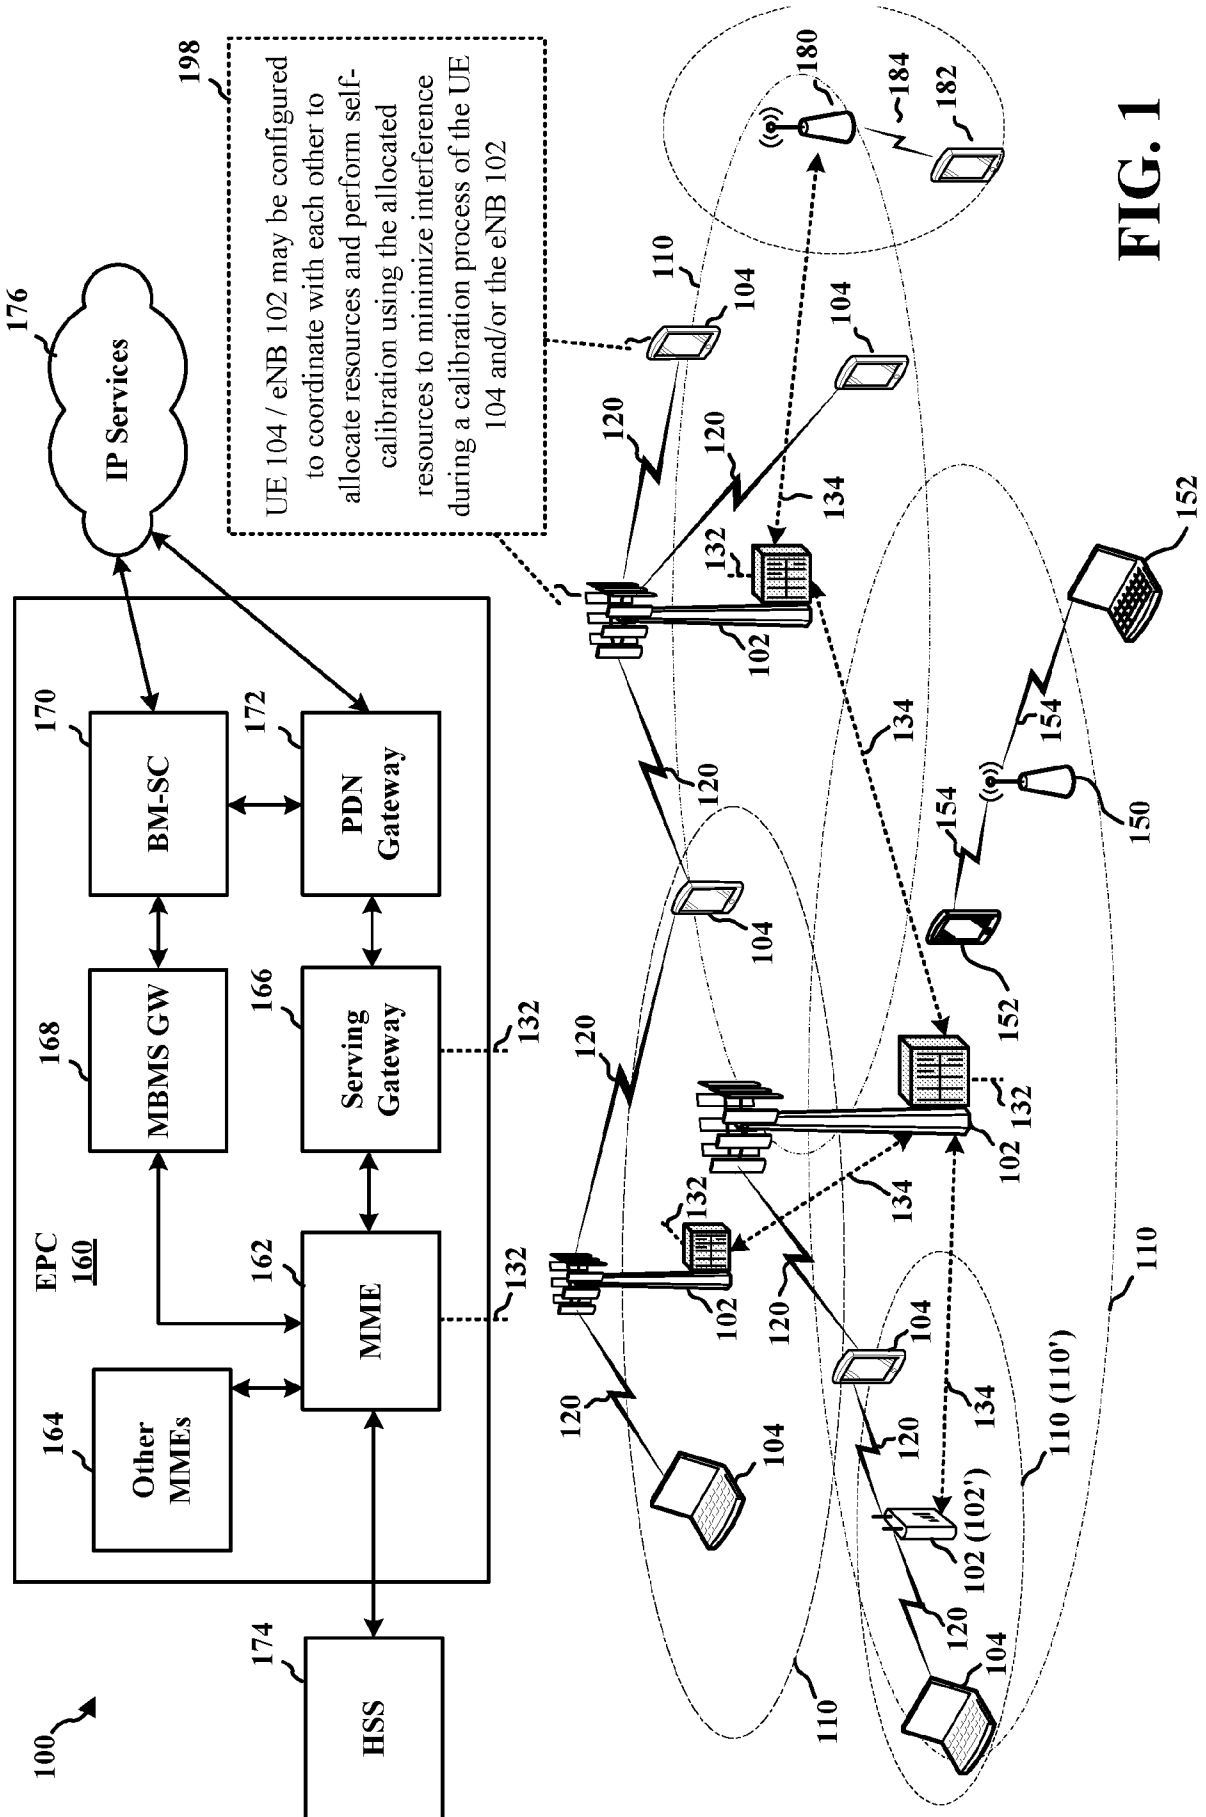 100
HSS
174
EPC
160
Other
MMEs
164
MME
162
132
MBMS GW
168
Serving
Gateway
166
132
BM-SC
170
PDN
Gateway
172
IP Services
176
198
UE 104 / eNB 102 may be configured
to coordinate with each other to
allocate resources and perform self-
calibration using the allocated
resources to minimize interference
during a calibration process of the UE
104 and/or the eNB 102
120
120
120
120
120
104
104
104
104
110
132
102
134
180
184
182
132
102
110
134
134
120
132
102
104
120
134
120
102 (102')
104
110 (110')
110
152
154
150
154
152
FIG. 1